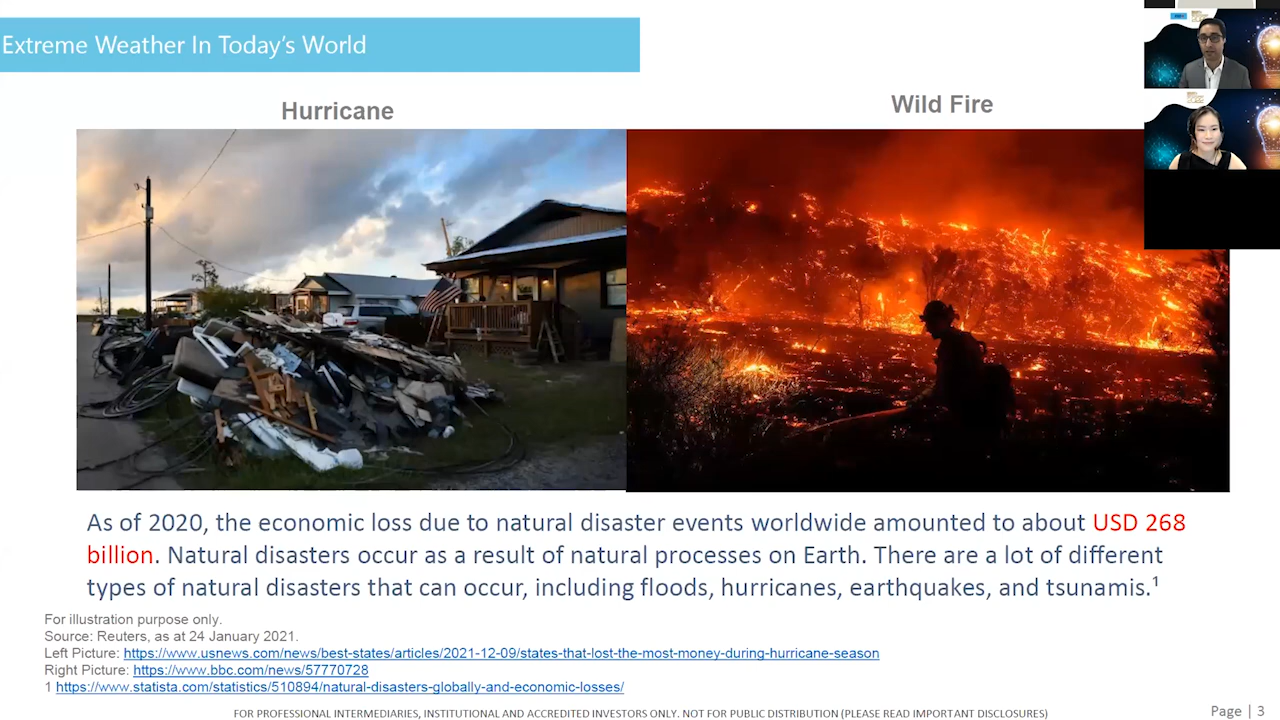 Extreme Weather In Today's World
Hurricane
Wild Fire
As of 2020, the economic loss due to natural disaster events worldwide amounted to about USD 268
billion. Natural disasters occur as a result of natural processes on Earth. There are a lot of different
types of natural disasters that can occur, including floods, hurricanes, earthquakes, and tsunamis.¹
For illustration purpose only.
Source: Reuters, as at 24 January 2021.
Left Picture: https://www.usnews.com/news/best-states/articles/2021-12-09/states-that-lost-the-most-money-during-hurricane-season
Right Picture: https://www.bbc.com/news/57770728
1 https://www.statista.com/statistics/510894/natural-disasters-globally-and-economic-losses/
FOR PROFESSIONAL INTERMEDIARIES, INSTITUTIONAL AND ACCREDITED INVESTORS ONLY. NOT FOR PUBLIC DISTRIBUTION (PLEASE READ IMPORTANT DISCLOSURES)
Page | 3